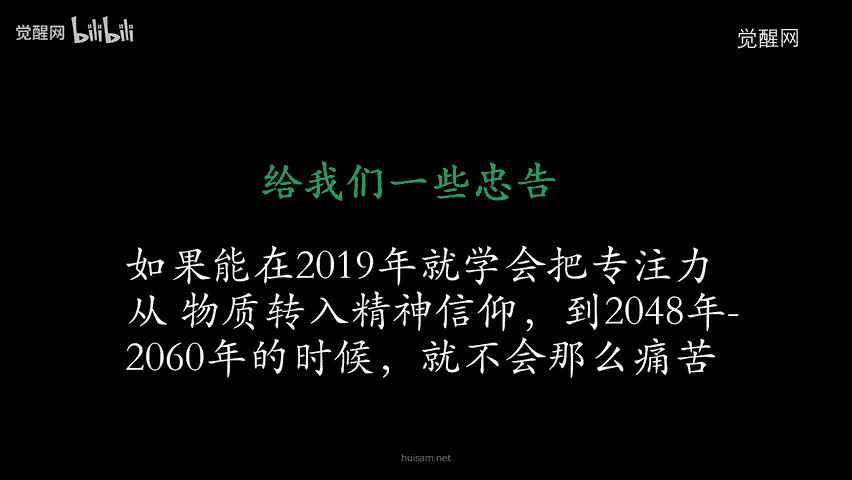 觉醒网 bilibili
觉醒网
给我们一些忠告
如果能在2019年就学会把专注力
从 物质转入精神信仰，到2048年-
2060年的时候，就不会那么痛苦
huisam.net